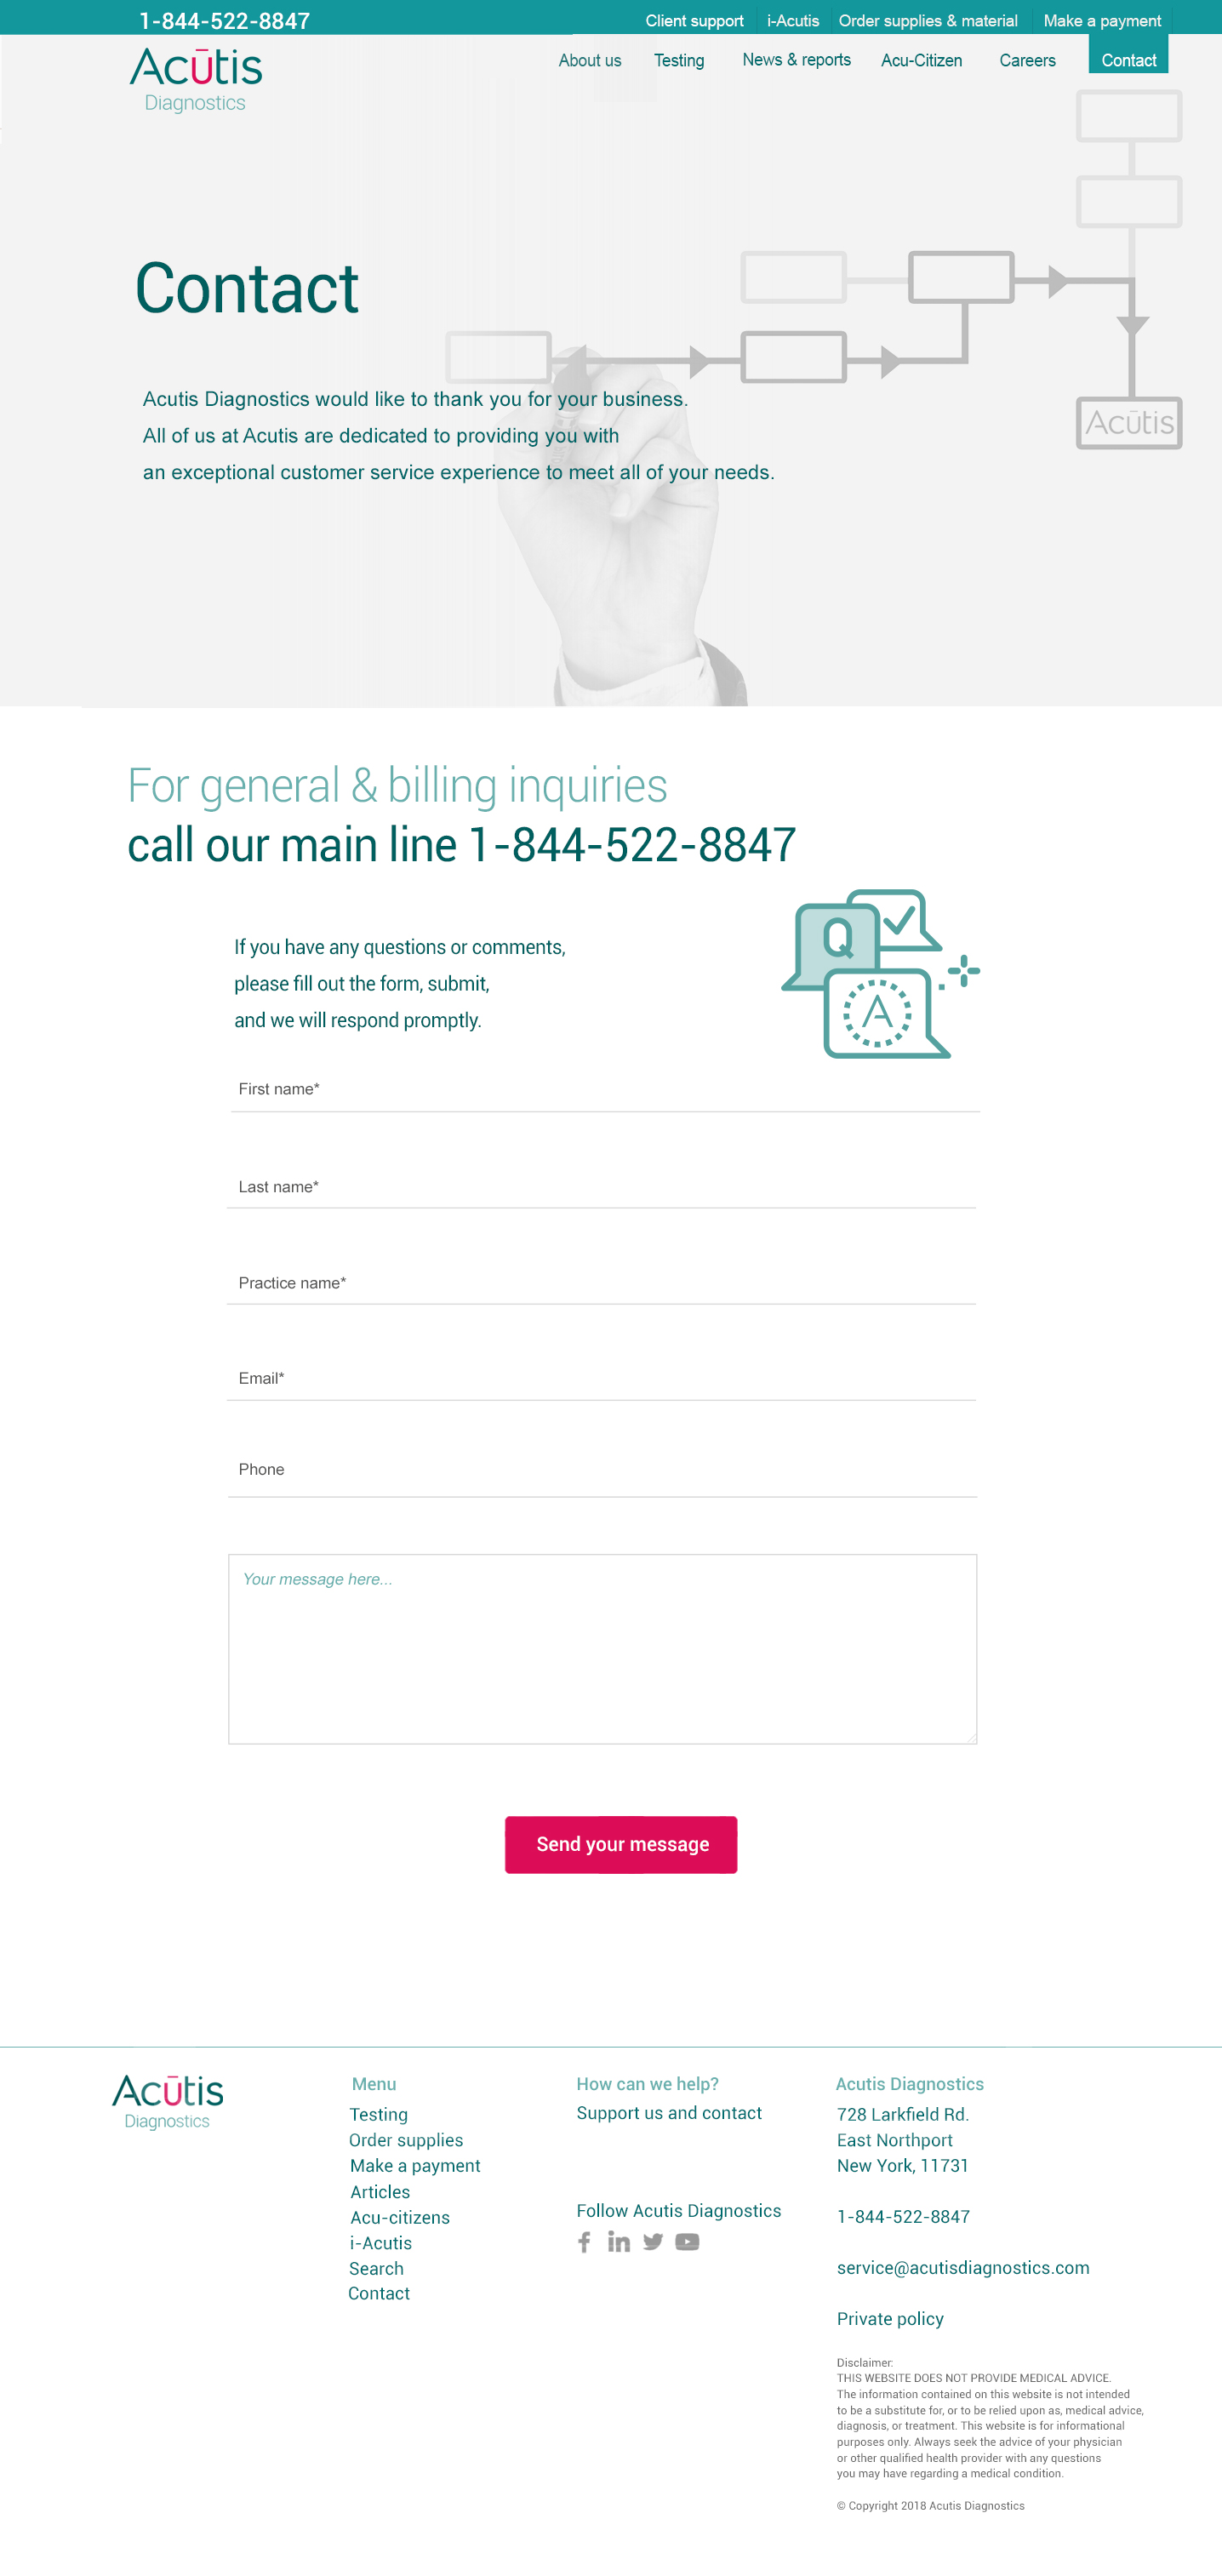 1-844-522-8847
Client support
i-Acutis
Order supplies & material
Make a payment
Acūtis
Diagnostics
About us
Testing
News & reports
Acu-Citizen
Careers
Contact
Contact
Acūtis
Acutis Diagnostics would like to thank you for your business.
All of us at Acutis are dedicated to providing you with
an exceptional customer service experience to meet all of your needs.
For general & billing inquiries
call our main line 1-844-522-8847
If you have any questions or comments,
please fill out the form, submit,
and we will respond promptly.
Q
A
First name*
Last name*
Practice name*
Email*
Phone
Your message here...
Send your message
Acūtis
Diagnostics
Menu
Testing
Order supplies
Make a payment
Articles
Acu-citizens
i-Acutis
Search
Contact
How can we help?
Support us and contact
Follow Acutis Diagnostics
Acutis Diagnostics
728 Larkfield Rd.
East Northport
New York, 11731
1-844-522-8847
service@acutisdiagnostics.com
Private policy
Disclaimer:
THIS WEBSITE DOES NOT PROVIDE MEDICAL ADVICE.
The information contained on this website is not intended
to be a substitute for, or to be relied upon as, medical advice,
diagnosis, or treatment. This website is for informational
purposes only. Always seek the advice of your physician
or other qualified health provider with any questions
you may have regarding a medical condition.
© Copyright 2018 Acutis Diagnostics